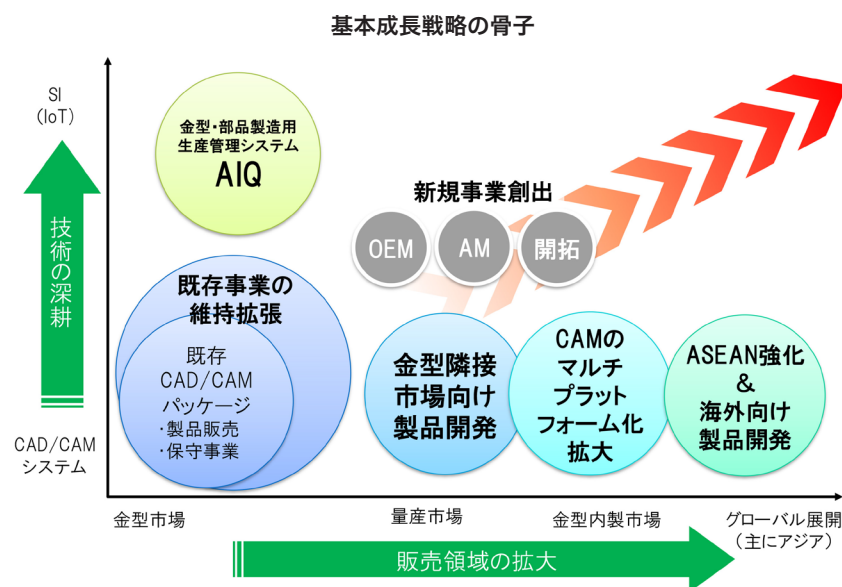 基本成長戦略の骨子
SI
(IoT)
技術の深耕
CAD/CAM
システム
金型・部品製造用
生産管理システム
AIQ
既存事業の
維持拡張
既存
CAD/CAM
パッケージ
・製品販売
・保守事業
新規事業創出
OEM
AM
開拓
金型隣接
市場向け
製品開発
CAMの
マルチ
プラット
フォーム化
拡大
ASEAN強化
&
海外向け
製品開発
金型市場
量産市場
金型内製市場
グローバル展開
(主にアジア)
販売領域の拡大